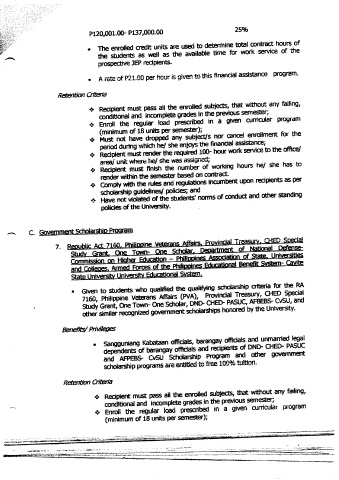 P120,001.00- P137,000.00 25%
• The enrolled credit units are used to determine total contract hours of
the students as well as the available time for work service of the
prospective JEP recipients.
• A rate of P21.00 per hour is given to this financial assistance program.
Retention Criteria
❖ Recipient must pass all the enrolled subjects, that without any failing,
conditional and incomplete grades in the previous semester;
❖ Enroll the regular load prescribed in a given curricular program
(minimum of 18 units per semester);
❖ Must not have dropped any subject/s nor cancel enrollment for the
period during which he/ she enjoys the financial assistance;
❖ Recipient must render the required 100- hour work service to the office/
area/ unit where he/ she was assigned;
❖ Recipient must finish the number of working hours he/ she has to
render within the semester based on contract.
❖ Comply with the rules and regulations incumbent upon recipients as per
scholarship guidelines/ policies; and
❖ Have not violated of the students' norms of conduct and other standing
policies of the University.
C. Government Scholarship Program
7. Republic Act 7160, Philippine Veterans Affairs, Provincial Treasury, CHED Special
Study Grant, One Town- One Scholar, Department of National Defense-
Commission on Higher Education – Philippines Association of State, Universities
and Colleges, Armed Forces of the Philippines Educational Benefit System- Cavite
State University University Educational System.
• Given to students who qualified the qualifying scholarship criteria for the RA
7160, Philippine Veterans Affairs (PVA), Provincial Treasury, CHED Special
Study Grant, One Town- One Scholar, DND- CHED- PASUC, AFPEBS- CvSU, and
other similar recognized government scholarships honored by the University.
Benefits/ Privileges
• Sangguniang Kabataan officials, barangay officials and unmarried legal
dependents of barangay officials and recipients of DND- CHED- PASUC
and AFPEBS- CvSU Scholarship Program and other government
scholarship programs are entitled to free 100% tuition.
Retention Criteria
❖ Recipient must pass all the enrolled subjects, that without any failing,
conditional and incomplete grades in the previous semester;
❖ Enroll the regular load prescribed in a given curricular program
(minimum of 18 units per semester);